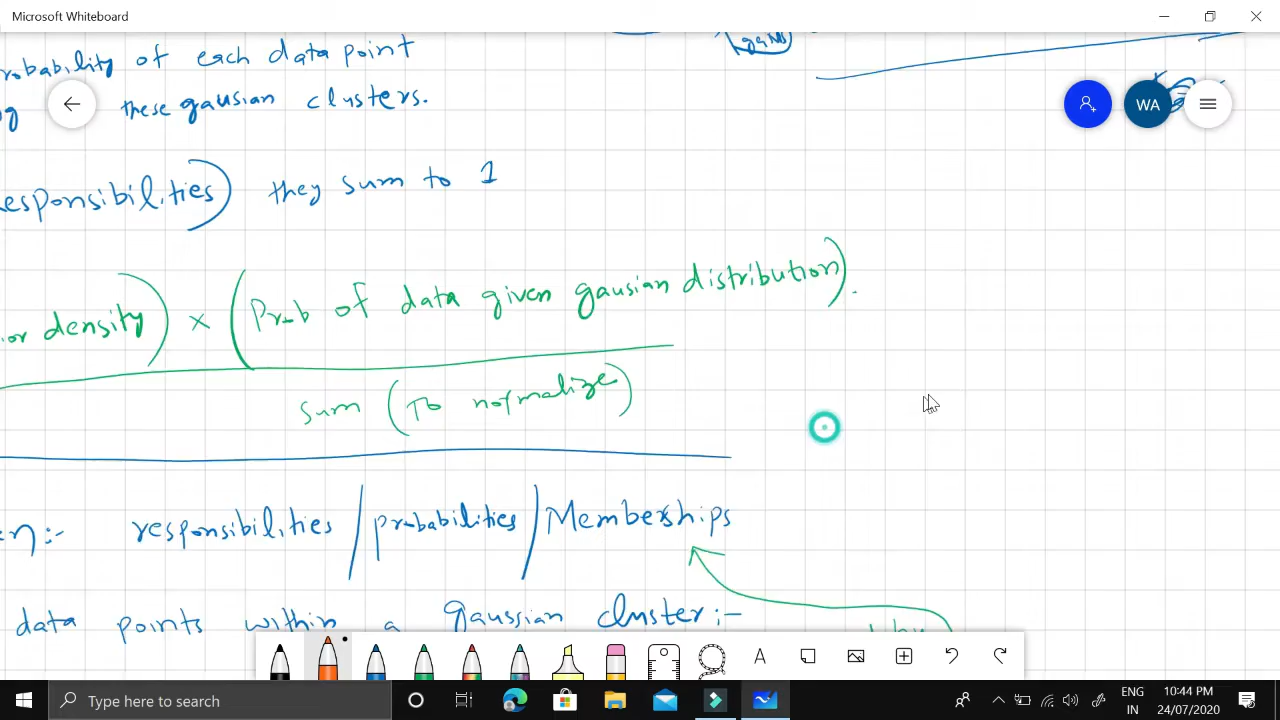 Microsoft Whiteboard
robability of each data point
g these gausian clusters.
WA
esponsibilities) they sum to 1
or density) × (Prob of data given gausian distribution).
sum (To normalize)
n:- responsibilities / probabilities / Memberships
data points within a gaussian cluster:-
A
Type here to search
ENG
IN
10:44 PM
24/07/2020